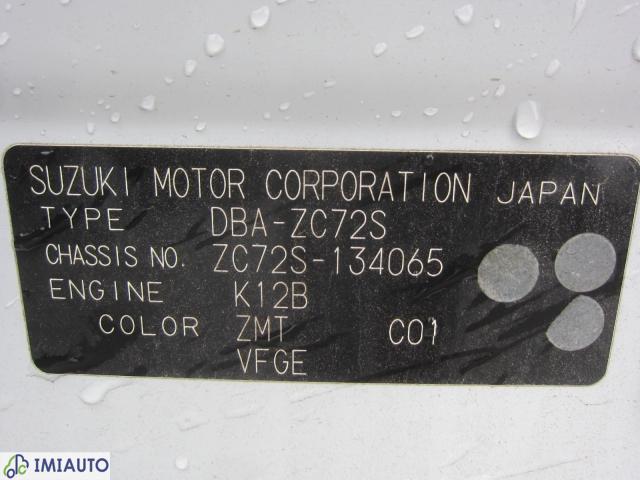 SUZUKI MOTOR CORPORATION JAPAN
TYPE DBA-ZC72S
CHASSIS NO. ZC72S-134065
ENGINE K12B
COLOR ZMT C01
VFGE
IMIAUTO